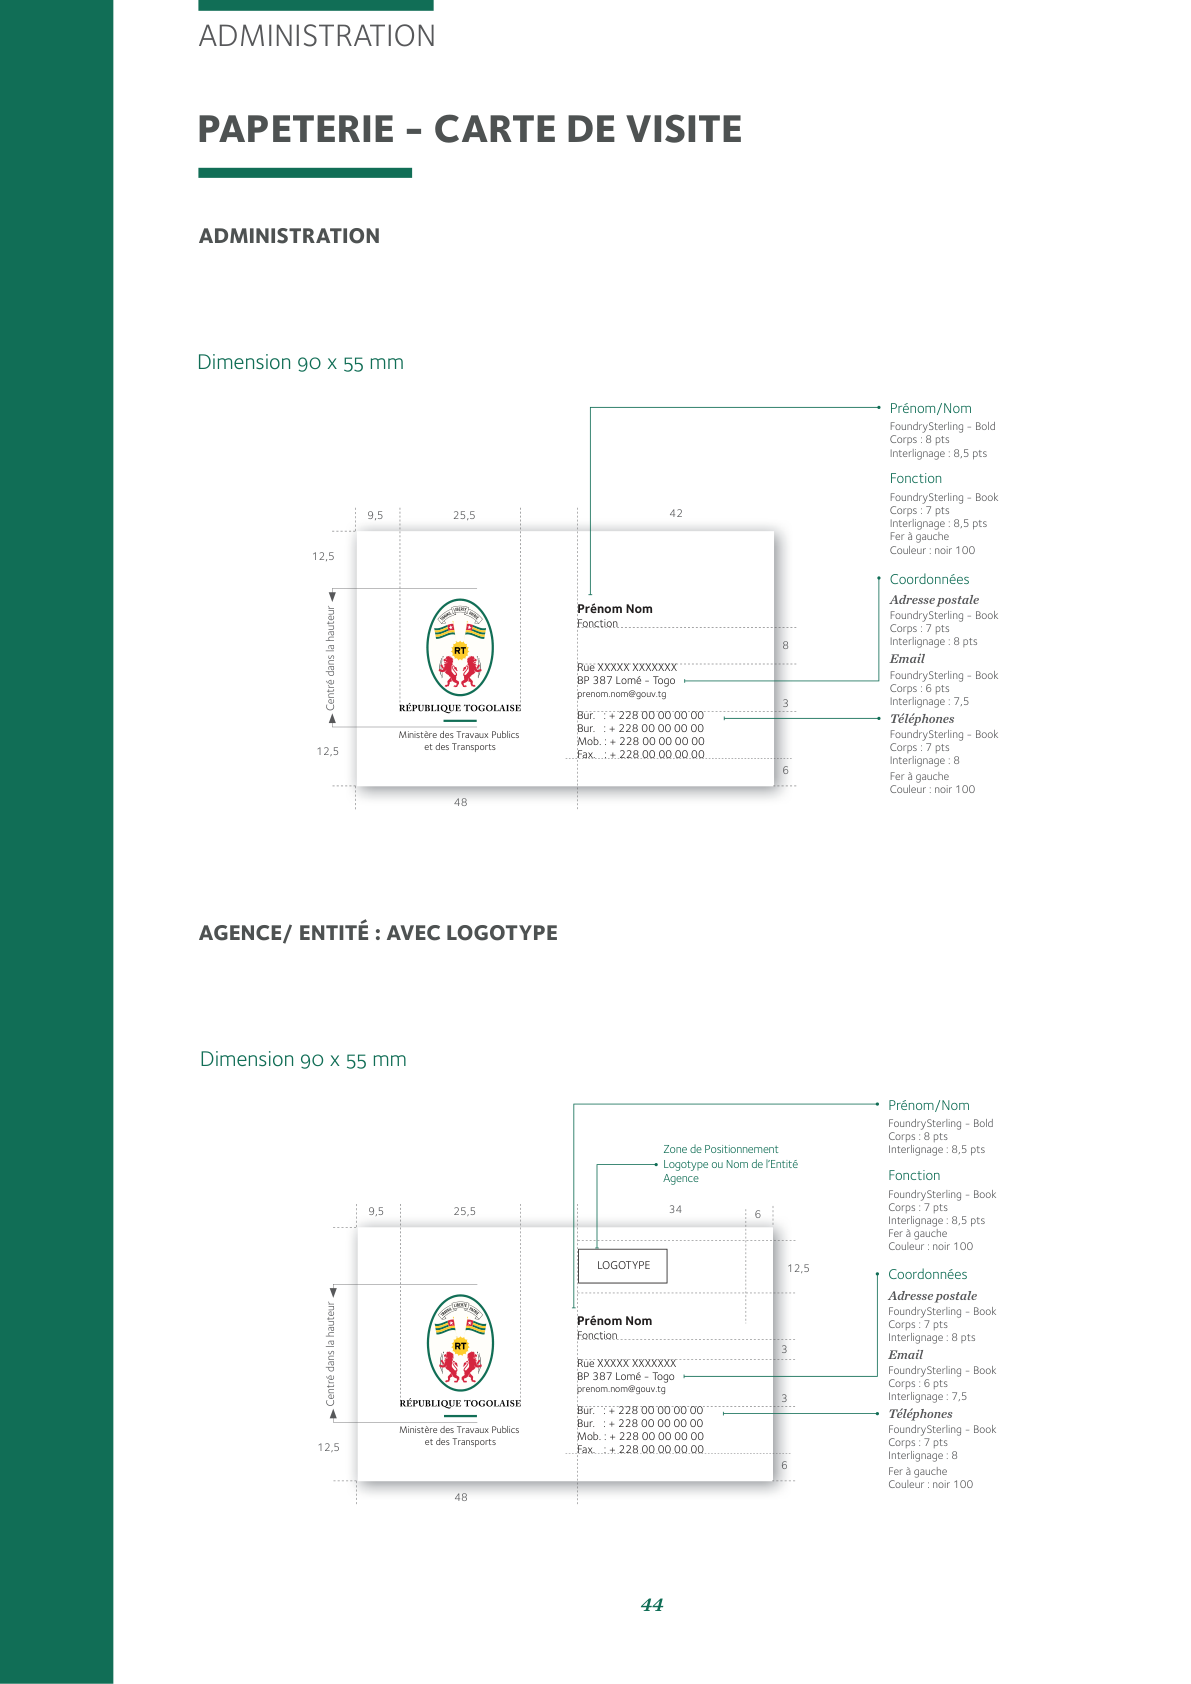 ADMINISTRATION
PAPETERIE – CARTE DE VISITE
ADMINISTRATION
Dimension 90 x 55 mm
Prénom/Nom
FoundrySterling – Bold
Corps : 8 pts
Interlignage : 8,5 pts
Fonction
FoundrySterling – Book
Corps : 7 pts
Interlignage : 8,5 pts
Fer à gauche
Couleur : noir 100
Coordonnées
Adresse postale
FoundrySterling – Book
Corps : 7 pts
Interlignage : 8 pts
Email
FoundrySterling – Book
Corps : 6 pts
Interlignage : 7,5
Téléphones
FoundrySterling – Book
Corps : 7 pts
Interlignage : 8
Fer à gauche
Couleur : noir 100
9,5
25,5
42
12,5
Centré dans la hauteur
12,5
48
RT
RÉPUBLIQUE TOGOLAISE
Ministère des Travaux Publics
et des Transports
Prénom Nom
Fonction
8
Rue XXXXX XXXXXXX
BP 387 Lomé – Togo
prenom.nom@gouv.tg
3
Bur. : + 228 00 00 00 00
Bur. : + 228 00 00 00 00
Mob. : + 228 00 00 00 00
Fax. : + 228 00 00 00 00
6
AGENCE/ ENTITÉ : AVEC LOGOTYPE
Dimension 90 x 55 mm
Prénom/Nom
FoundrySterling – Bold
Corps : 8 pts
Interlignage : 8,5 pts
Fonction
FoundrySterling – Book
Corps : 7 pts
Interlignage : 8,5 pts
Fer à gauche
Couleur : noir 100
Coordonnées
Adresse postale
FoundrySterling – Book
Corps : 7 pts
Interlignage : 8 pts
Email
FoundrySterling – Book
Corps : 6 pts
Interlignage : 7,5
Téléphones
FoundrySterling – Book
Corps : 7 pts
Interlignage : 8
Fer à gauche
Couleur : noir 100
Zone de Positionnement
Logotype ou Nom de l'Entité
Agence
9,5
25,5
34
6
LOGOTYPE
12,5
Centré dans la hauteur
12,5
48
RT
RÉPUBLIQUE TOGOLAISE
Ministère des Travaux Publics
et des Transports
Prénom Nom
Fonction
3
Rue XXXXX XXXXXXX
BP 387 Lomé – Togo
prenom.nom@gouv.tg
3
Bur. : + 228 00 00 00 00
Bur. : + 228 00 00 00 00
Mob. : + 228 00 00 00 00
Fax. : + 228 00 00 00 00
6
44